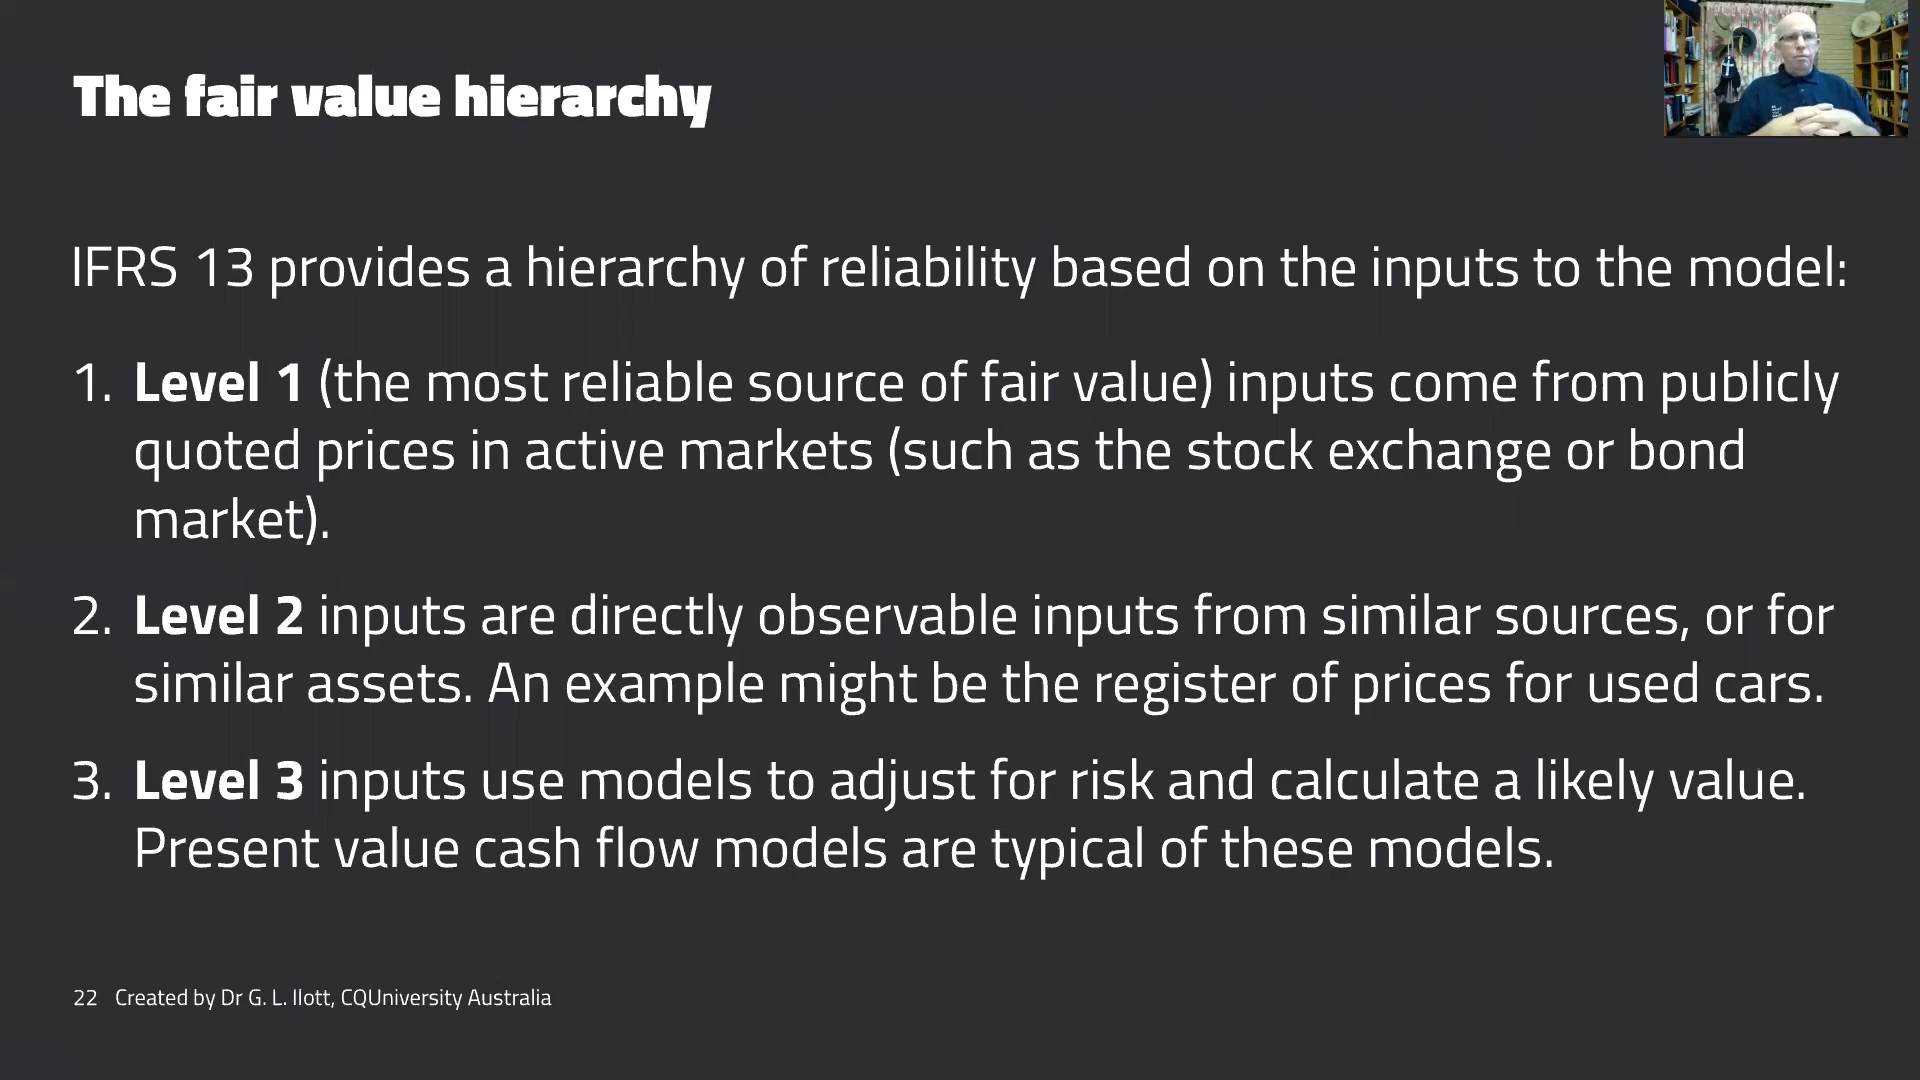 The fair value hierarchy
IFRS 13 provides a hierarchy of reliability based on the inputs to the model:
1. Level 1 (the most reliable source of fair value) inputs come from publicly
quoted prices in active markets (such as the stock exchange or bond
market).
2. Level 2 inputs are directly observable inputs from similar sources, or for
similar assets. An example might be the register of prices for used cars.
3. Level 3 inputs use models to adjust for risk and calculate a likely value.
Present value cash flow models are typical of these models.
22 Created by Dr G. L. Ilott, CQUniversity Australia